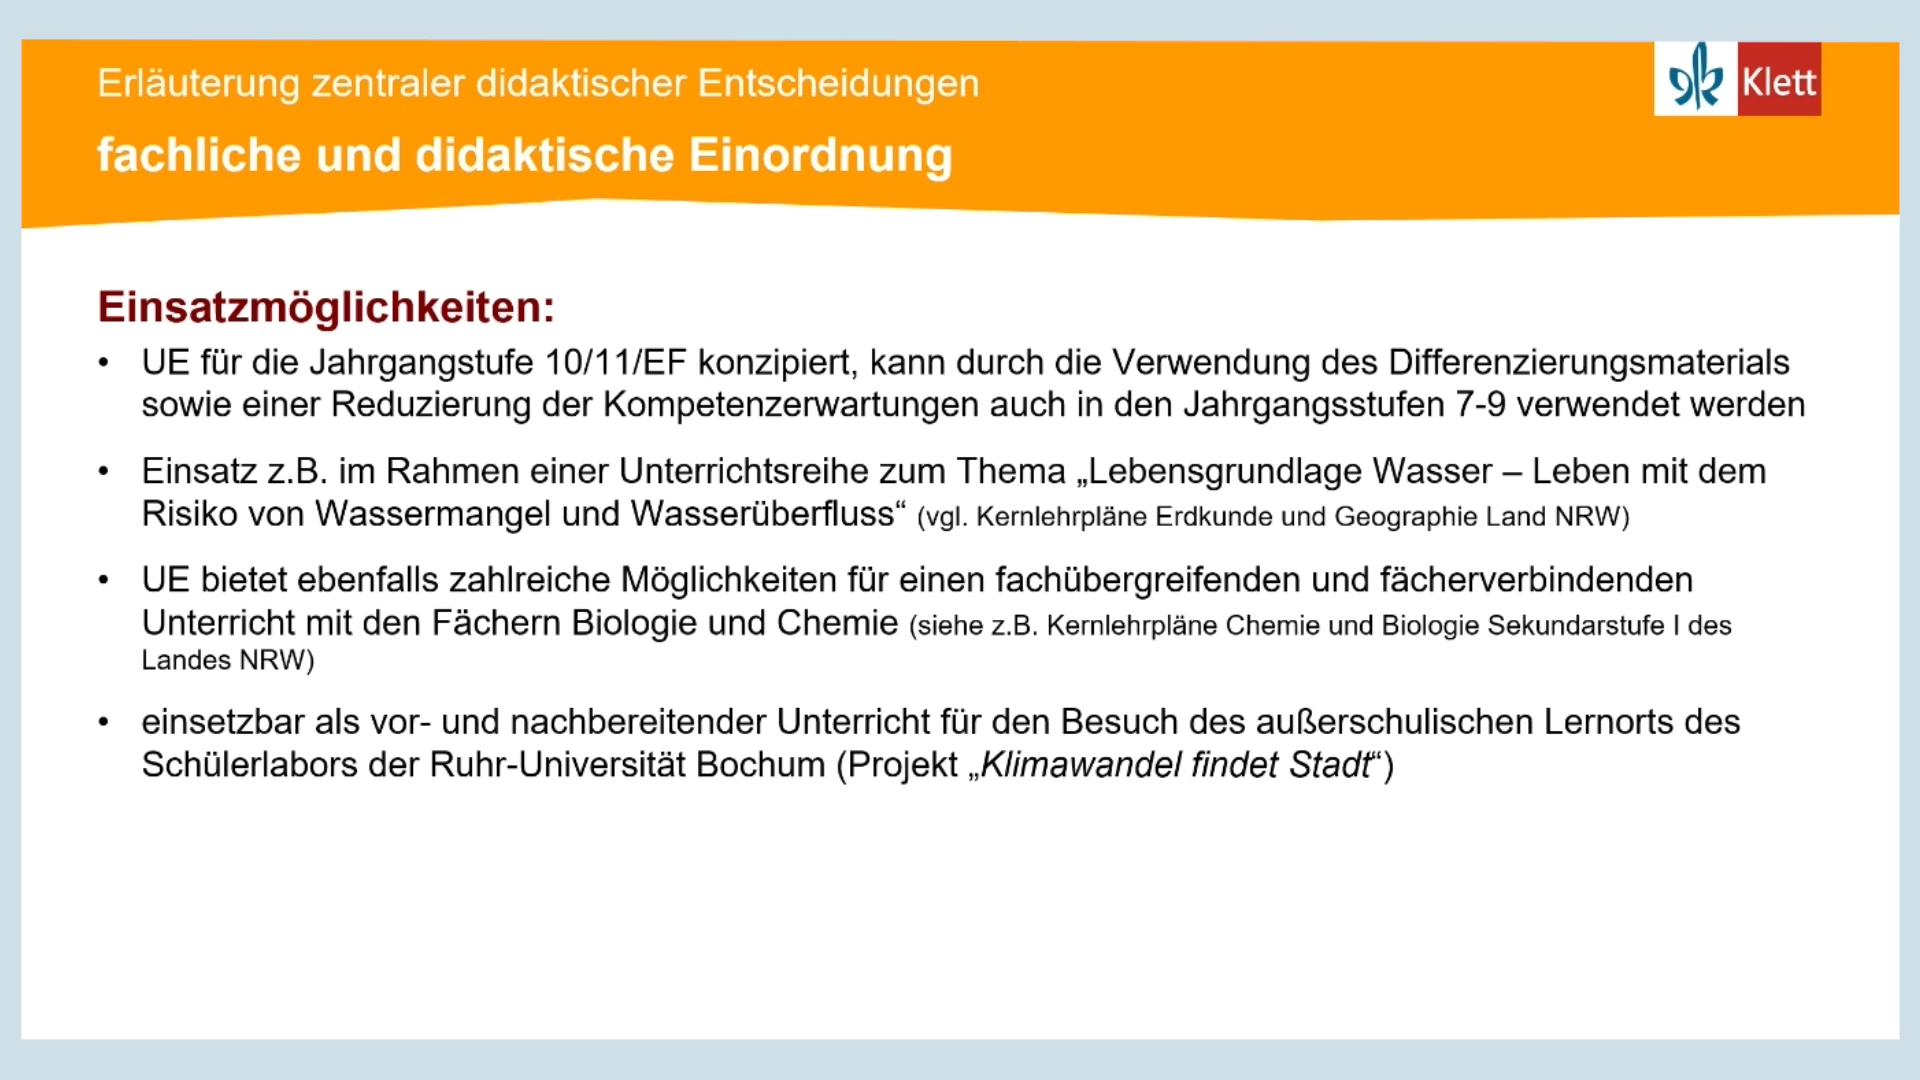 Erläuterung zentraler didaktischer Entscheidungen
Klett
fachliche und didaktische Einordnung
Einsatzmöglichkeiten:
• UE für die Jahrgangstufe 10/11/EF konzipiert, kann durch die Verwendung des Differenzierungsmaterials
sowie einer Reduzierung der Kompetenzerwartungen auch in den Jahrgangsstufen 7-9 verwendet werden
• Einsatz z.B. im Rahmen einer Unterrichtsreihe zum Thema „Lebensgrundlage Wasser – Leben mit dem
Risiko von Wassermangel und Wasserüberfluss“ (vgl. Kernlehrpläne Erdkunde und Geographie Land NRW)
• UE bietet ebenfalls zahlreiche Möglichkeiten für einen fachübergreifenden und fächerverbindenden
Unterricht mit den Fächern Biologie und Chemie (siehe z.B. Kernlehrpläne Chemie und Biologie Sekundarstufe I des
Landes NRW)
• einsetzbar als vor- und nachbereitender Unterricht für den Besuch des außerschulischen Lernorts des
Schülerlabors der Ruhr-Universität Bochum (Projekt „Klimawandel findet Stadt“)